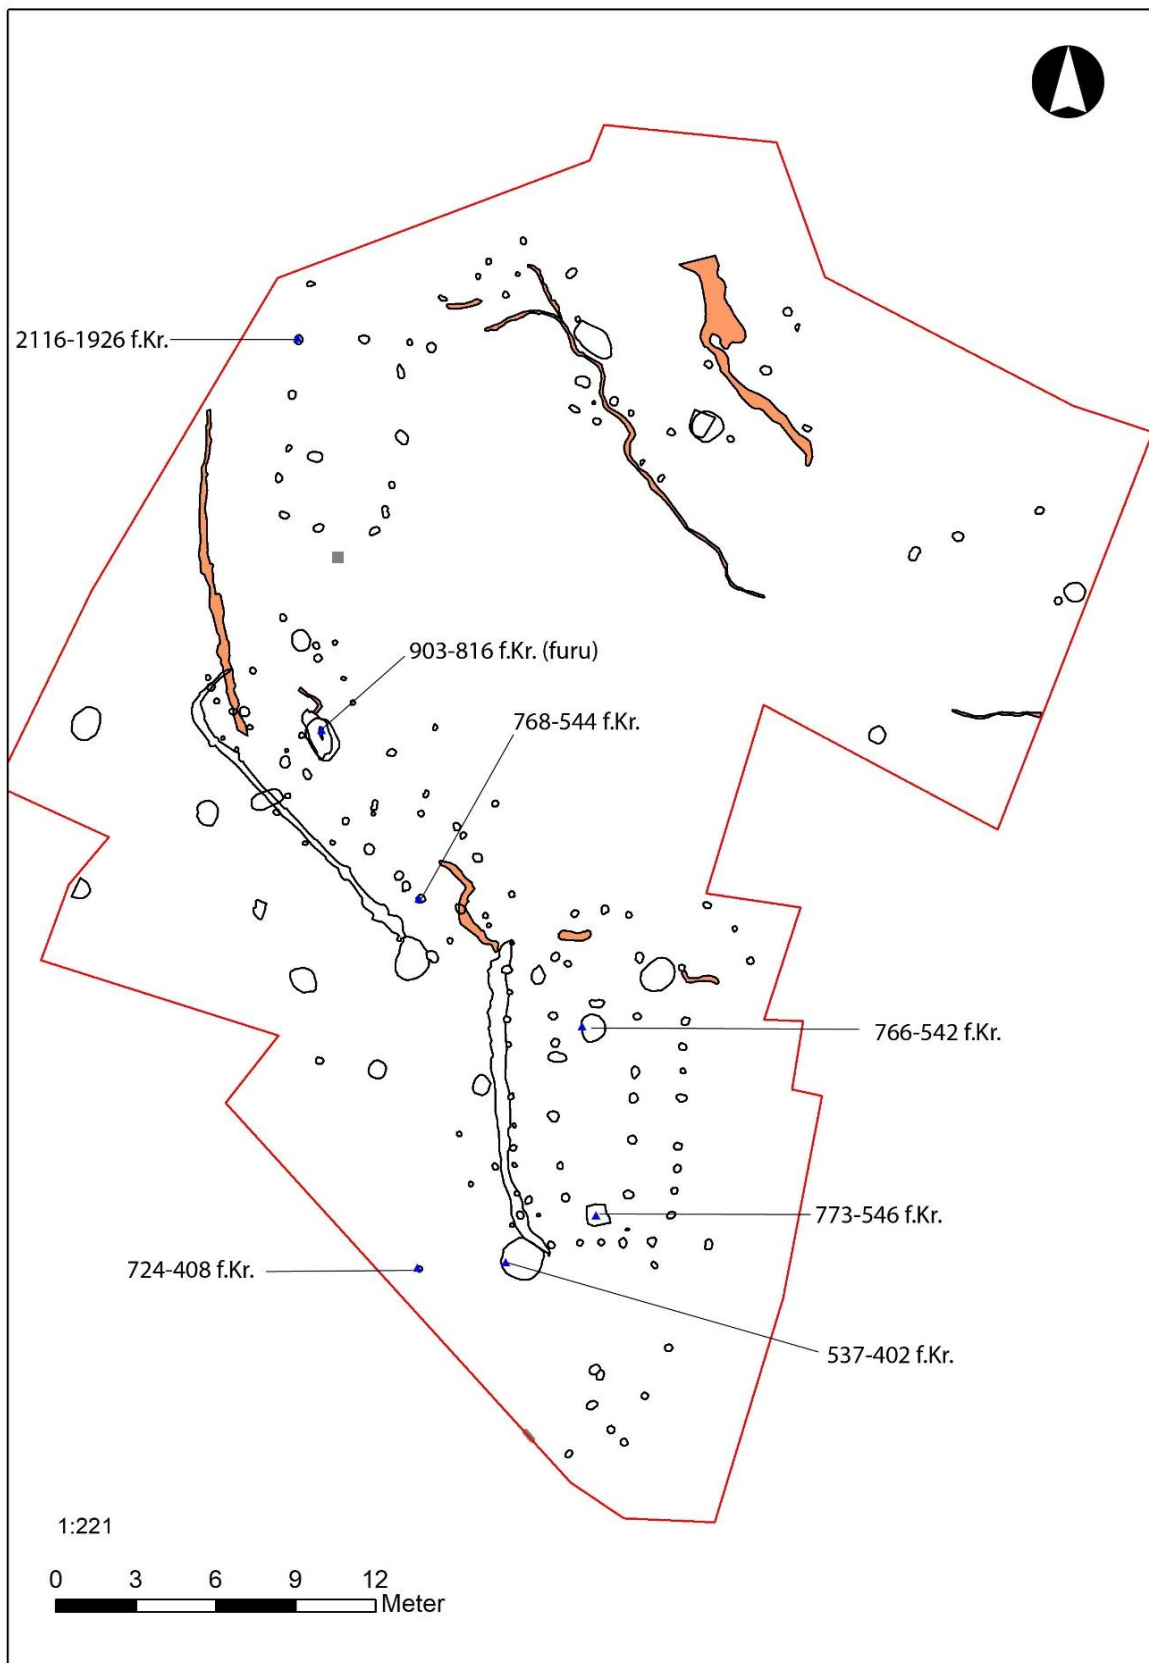 2116-1926 f.Kr.
903-816 f.Kr. (furu)
768-544 f.Kr.
766-542 f.Kr.
773-546 f.Kr.
724-408 f.Kr.
537-402 f.Kr.
1:221
0 3 6 9 12
Meter